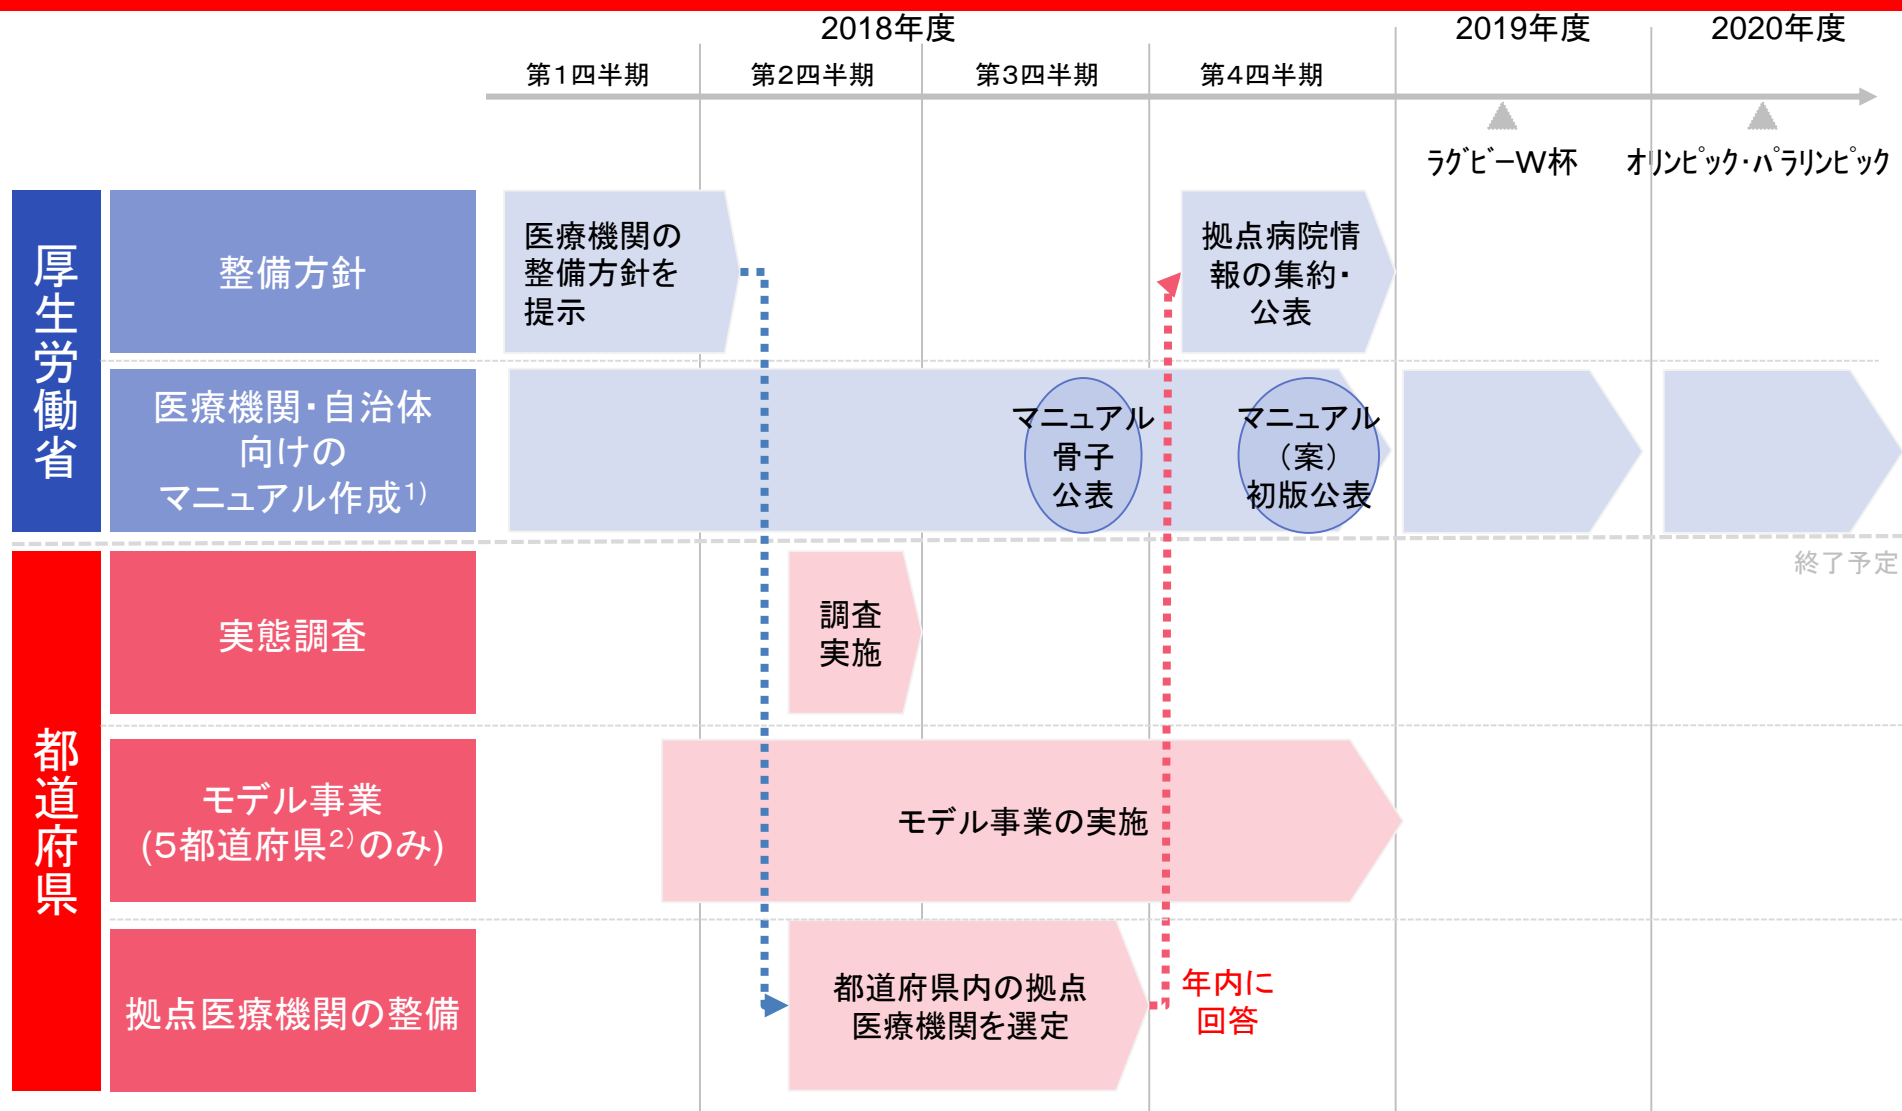 2018年度
2019年度
2020年度
第1四半期
第2四半期
第3四半期
第4四半期
ラグビーW杯
オリンピック・パラリンピック
厚生労働省
整備方針
医療機関の
整備方針を
提示
拠点病院情
報の集約・
公表
医療機関・自治体
向けの
マニュアル作成1)
マニュアル
骨子
公表
マニュアル
（案）
初版公表
終了予定
都道府県
実態調査
調査
実施
モデル事業
(5都道府県2)のみ)
モデル事業の実施
拠点医療機関の整備
都道府県内の拠点
医療機関を選定
年内に
回答